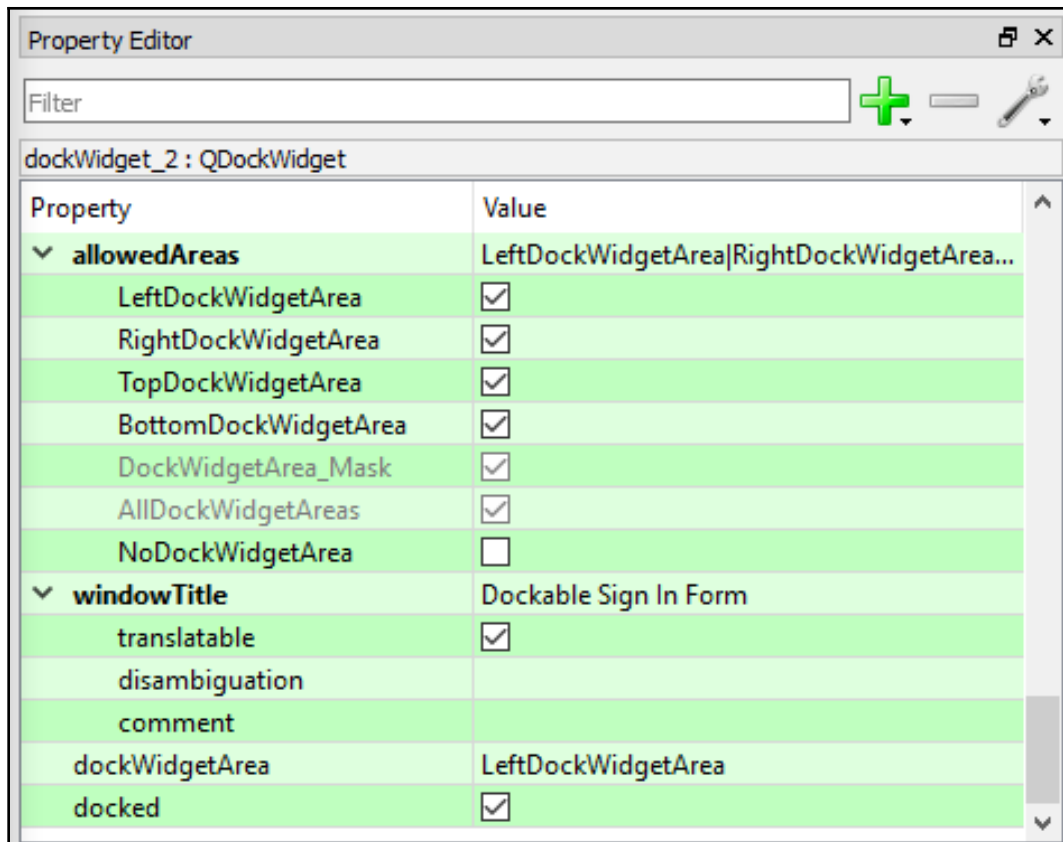 Property Editor
Filter
dockWidget_2 : QDockWidget
Property Value
allowedAreas LeftDockWidgetArea|RightDockWidgetArea...
LeftDockWidgetArea
RightDockWidgetArea
TopDockWidgetArea
BottomDockWidgetArea
DockWidgetArea_Mask
AllDockWidgetAreas
NoDockWidgetArea
windowTitle Dockable Sign In Form
translatable
disambiguation
comment
dockWidgetArea LeftDockWidgetArea
docked